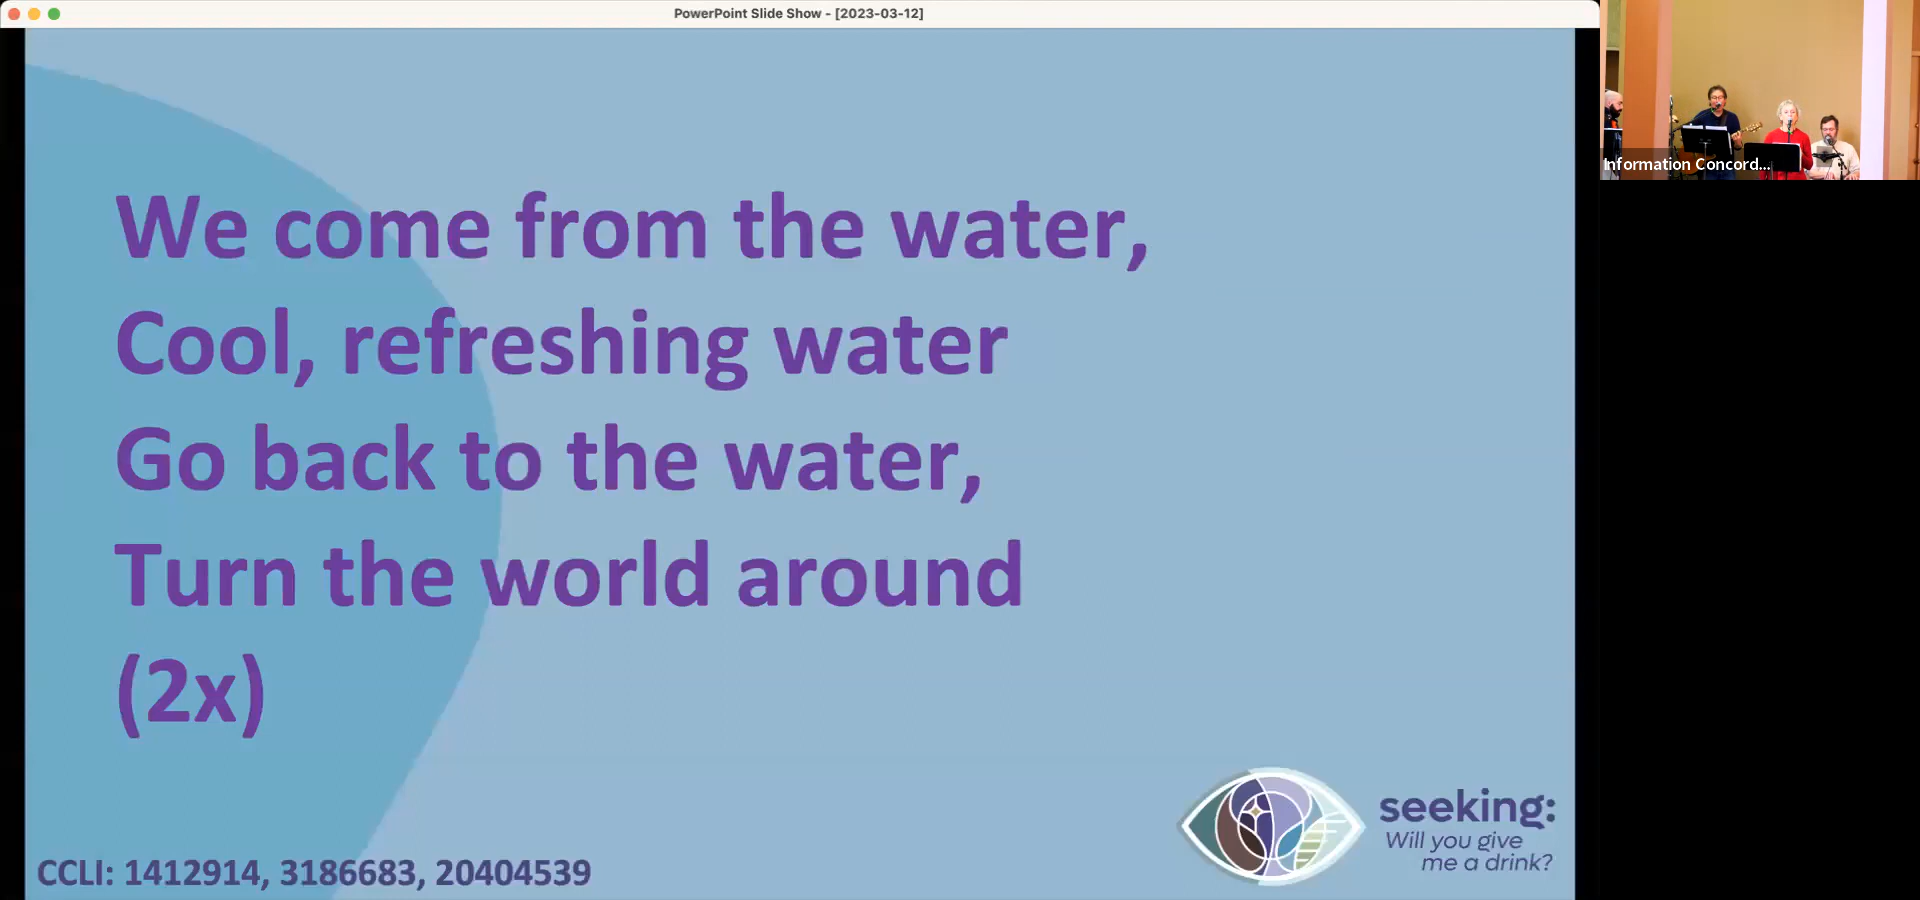 PowerPoint Slide Show - [2023-03-12]
We come from the water,
Cool, refreshing water
Go back to the water,
Turn the world around
(2x)
CCLI: 1412914, 3186683, 20404539
seeking:
Will you give
me a drink?
Information Concord...